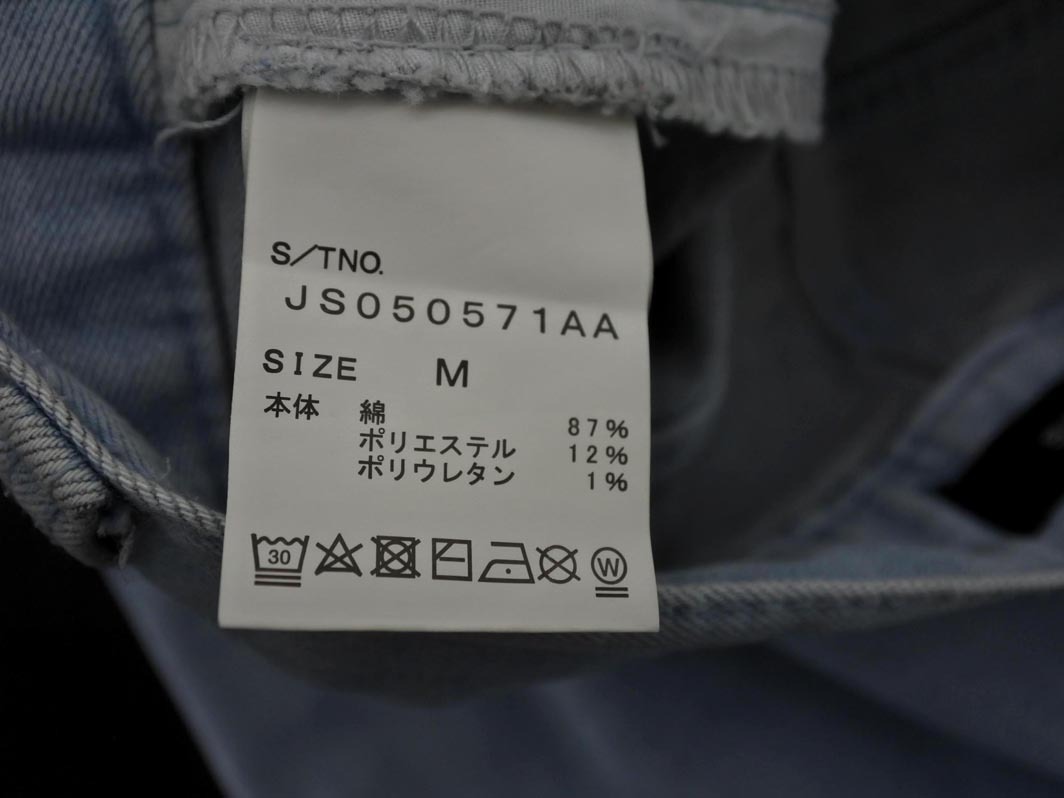 S/TNO.
JS050571AA
SIZE M
本体 綿 87%
ポリエステル 12%
ポリウレタン 1%
30 W